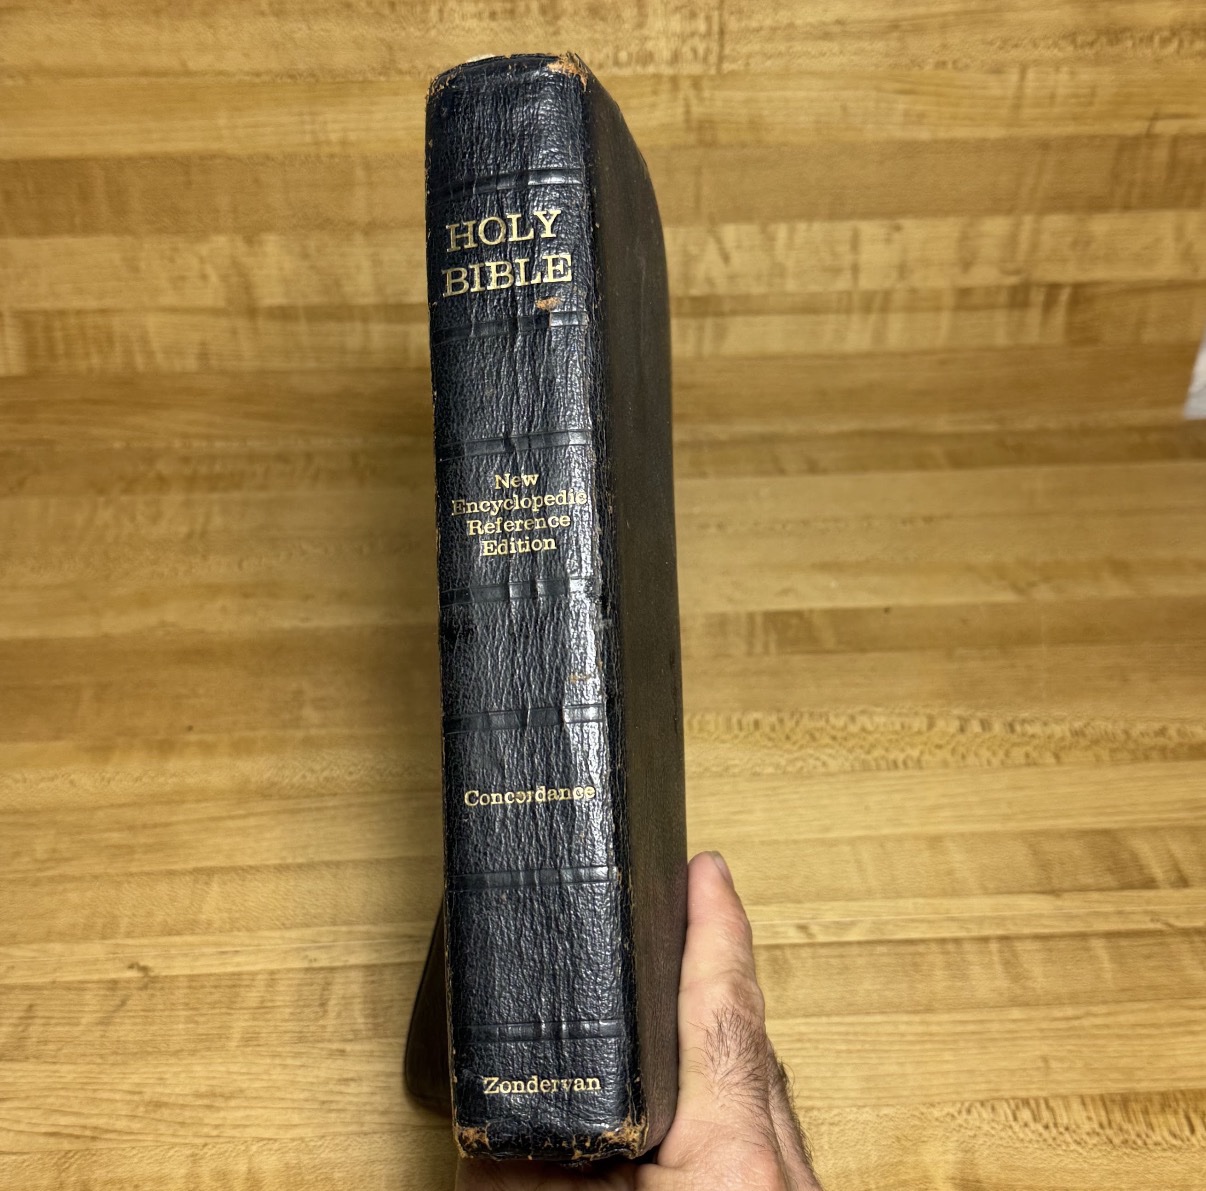 HOLY
BIBLE
New
Encyclopedic
Reference
Edition
Concordance
Zondervan